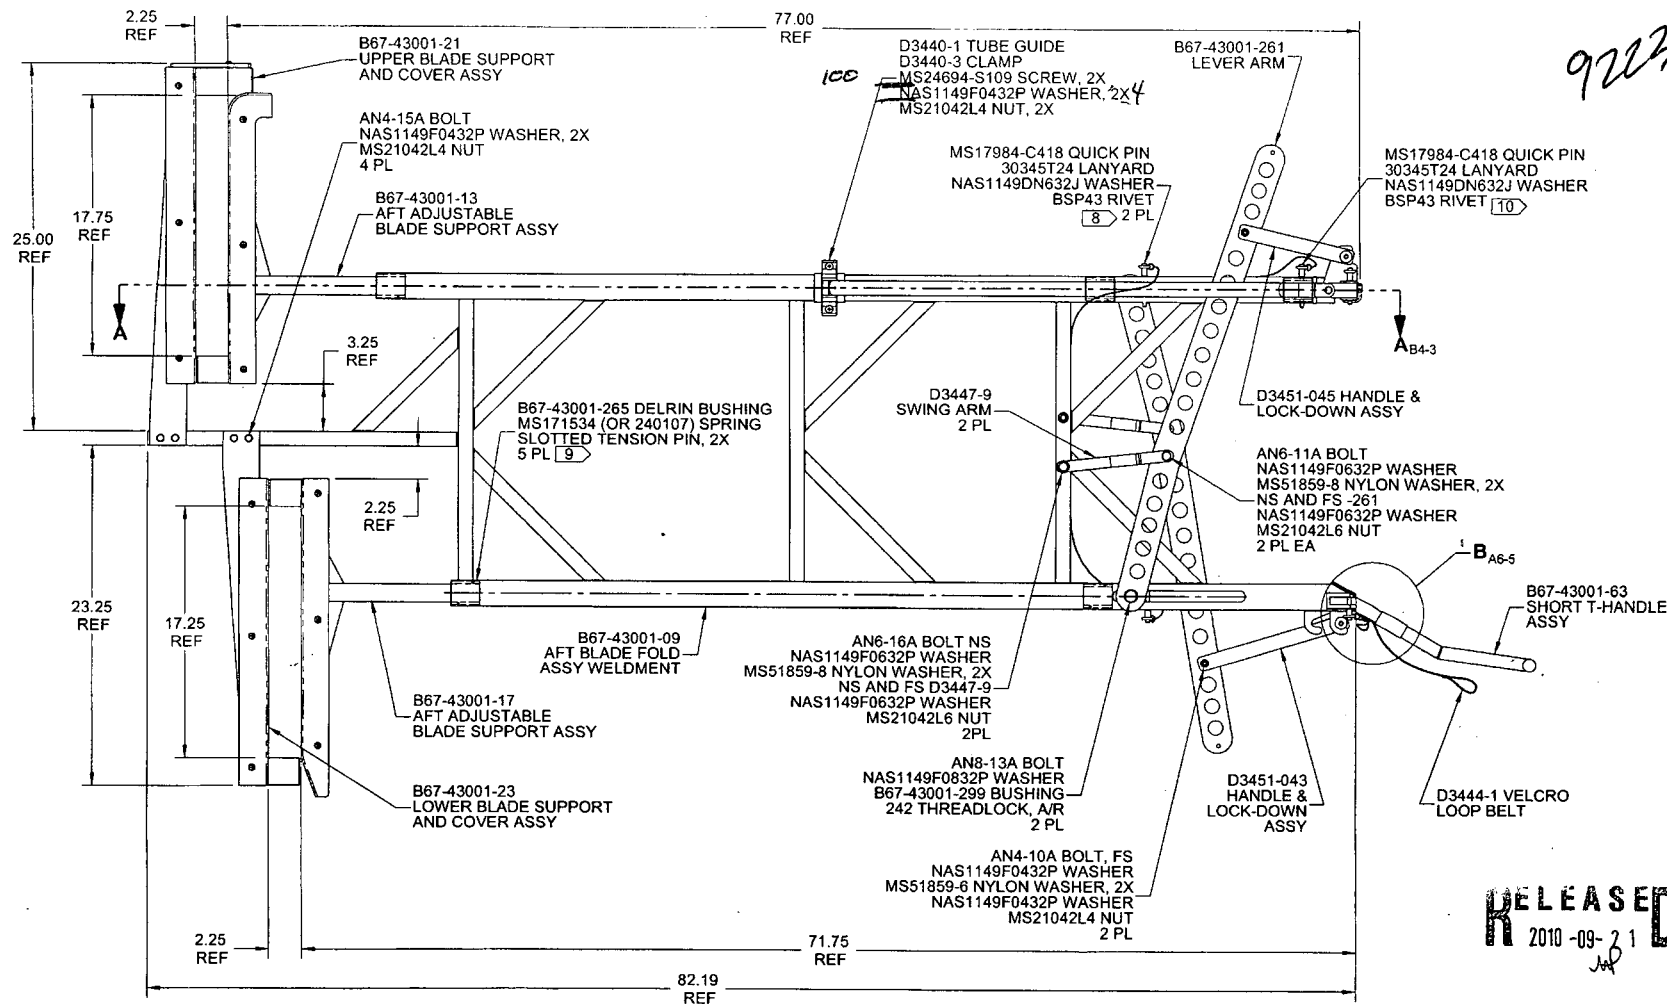 2.25
REF
77.00
REF
B67-43001-21
UPPER BLADE SUPPORT
AND COVER ASSY
D3440-1 TUBE GUIDE
D3440-3 CLAMP
MS24694-S109 SCREW, 2X
NAS1149F0432P WASHER, 2X
MS21042L4 NUT, 2X
100
4
B67-43001-261
LEVER ARM
AN4-15A BOLT
NAS1149F0432P WASHER, 2X
MS21042L4 NUT
4 PL
MS17984-C418 QUICK PIN
30345T24 LANYARD
NAS1149DN632J WASHER
BSP43 RIVET
8 2 PL
MS17984-C418 QUICK PIN
30345T24 LANYARD
NAS1149DN632J WASHER
BSP43 RIVET 10
B67-43001-13
AFT ADJUSTABLE
BLADE SUPPORT ASSY
17.75
REF
25.00
REF
A
A B4-3
3.25
REF
D3451-045 HANDLE &
LOCK-DOWN ASSY
D3447-9
SWING ARM
2 PL
B67-43001-265 DELRIN BUSHING
MS171534 (OR 240107) SPRING
SLOTTED TENSION PIN, 2X
5 PL 9
AN6-11A BOLT
NAS1149F0632P WASHER
MS51859-8 NYLON WASHER, 2X
NS AND FS -261
NAS1149F0632P WASHER
MS21042L6 NUT
2 PL EA
2.25
REF
B A6-5
B67-43001-63
SHORT T-HANDLE
ASSY
23.25
REF
17.25
REF
B67-43001-09
AFT BLADE FOLD
ASSY WELDMENT
AN6-16A BOLT NS
NAS1149F0632P WASHER
MS51859-8 NYLON WASHER, 2X
NS AND FS D3447-9
NAS1149F0632P WASHER
MS21042L6 NUT
2PL
B67-43001-17
AFT ADJUSTABLE
BLADE SUPPORT ASSY
AN8-13A BOLT
NAS1149F0832P WASHER
B67-43001-299 BUSHING
242 THREADLOCK, A/R
2 PL
D3451-043
HANDLE &
LOCK-DOWN
ASSY
D3444-1 VELCRO
LOOP BELT
B67-43001-23
LOWER BLADE SUPPORT
AND COVER ASSY
AN4-10A BOLT, FS
NAS1149F0432P WASHER
MS51859-6 NYLON WASHER, 2X
NAS1149F0432P WASHER
MS21042L4 NUT
2 PL
RELEASED
2010-09-21
2.25
REF
71.75
REF
82.19
REF